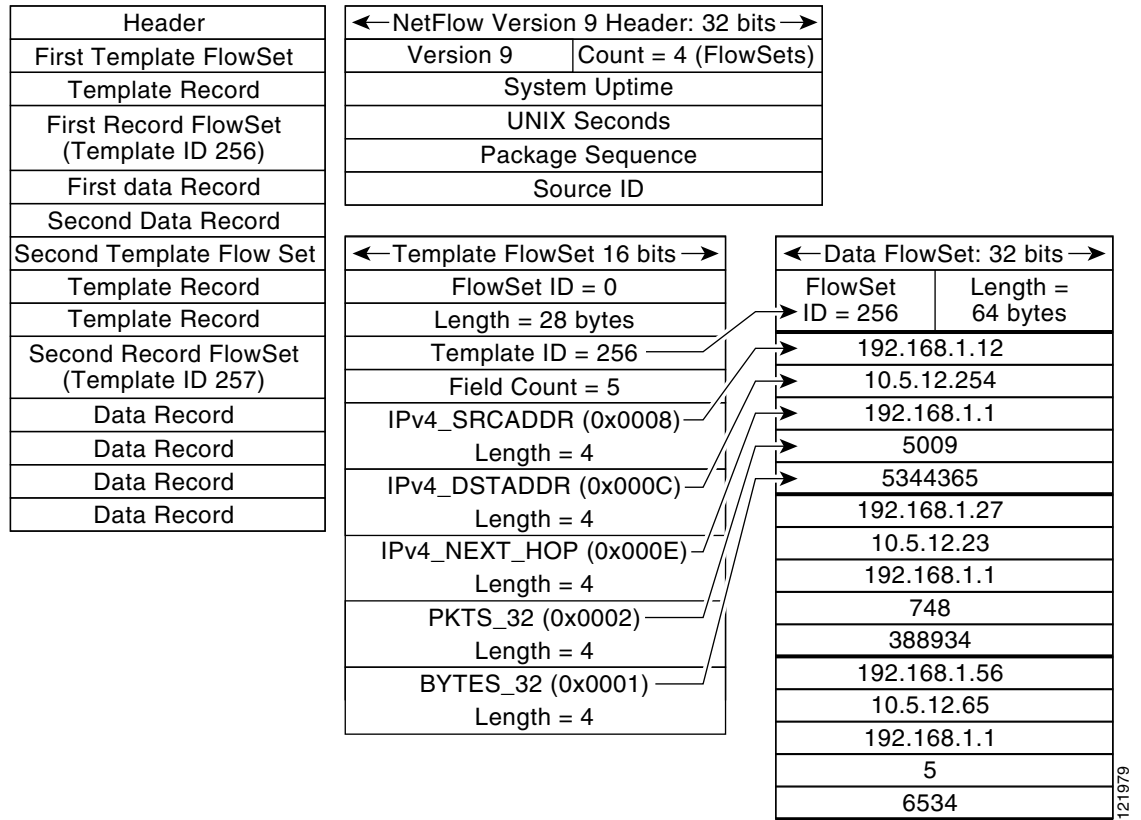 Header
First Template FlowSet
Template Record
First Record FlowSet
(Template ID 256)
First data Record
Second Data Record
Second Template Flow Set
Template Record
Template Record
Second Record FlowSet
(Template ID 257)
Data Record
Data Record
Data Record
Data Record
NetFlow Version 9 Header: 32 bits
Version 9
Count = 4 (FlowSets)
System Uptime
UNIX Seconds
Package Sequence
Source ID
Template FlowSet 16 bits
FlowSet ID = 0
Length = 28 bytes
Template ID = 256
Field Count = 5
IPv4_SRCADDR (0x0008)
Length = 4
IPv4_DSTADDR (0x000C)
Length = 4
IPv4_NEXT_HOP (0x000E)
Length = 4
PKTS_32 (0x0002)
Length = 4
BYTES_32 (0x0001)
Length = 4
Data FlowSet: 32 bits
FlowSet
ID = 256
Length =
64 bytes
192.168.1.12
10.5.12.254
192.168.1.1
5009
5344365
192.168.1.27
10.5.12.23
192.168.1.1
748
388934
192.168.1.56
10.5.12.65
192.168.1.1
5
6534
121979